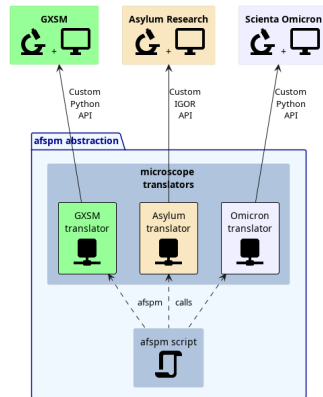 GXSM
Asylum Research
Scienta Omicron
+
+
+
Custom
Python
API
Custom
IGOR
API
Custom
Python
API
afspm abstraction
microscope
translators
GXSM
translator
Asylum
translator
Omicron
translator
afspm calls
afspm script